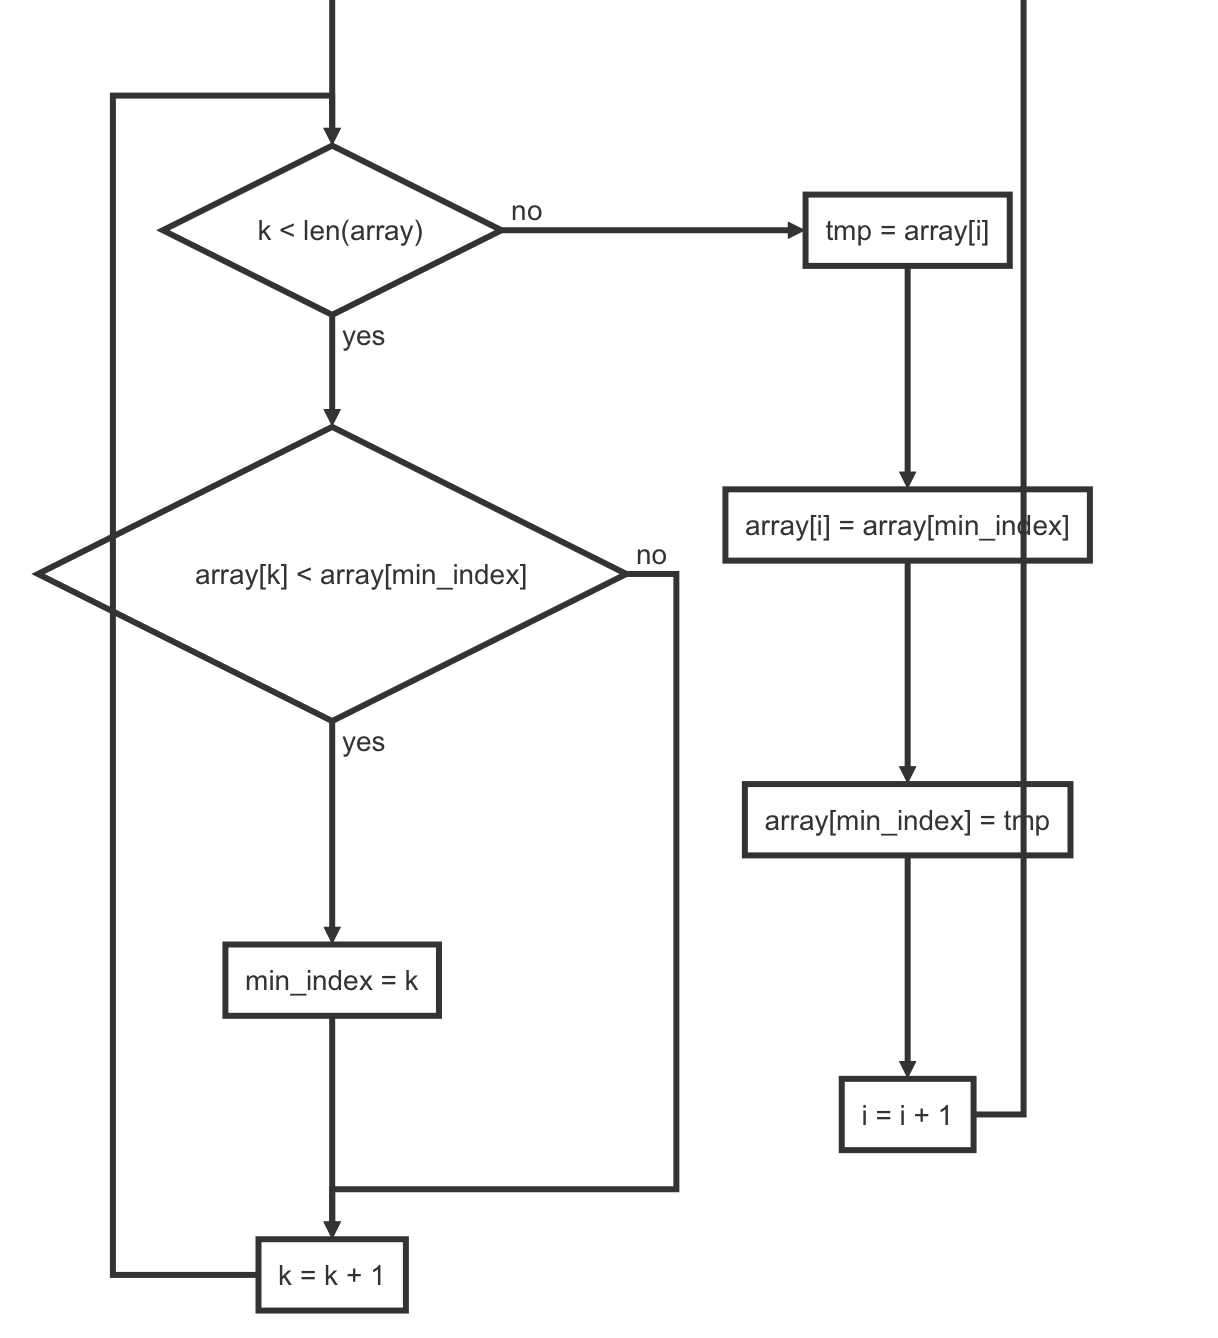 k < len(array)
no
tmp = array[i]
yes
array[i] = array[min_index]
array[k] < array[min_index]
no
yes
array[min_index] = tmp
min_index = k
i = i + 1
k = k + 1